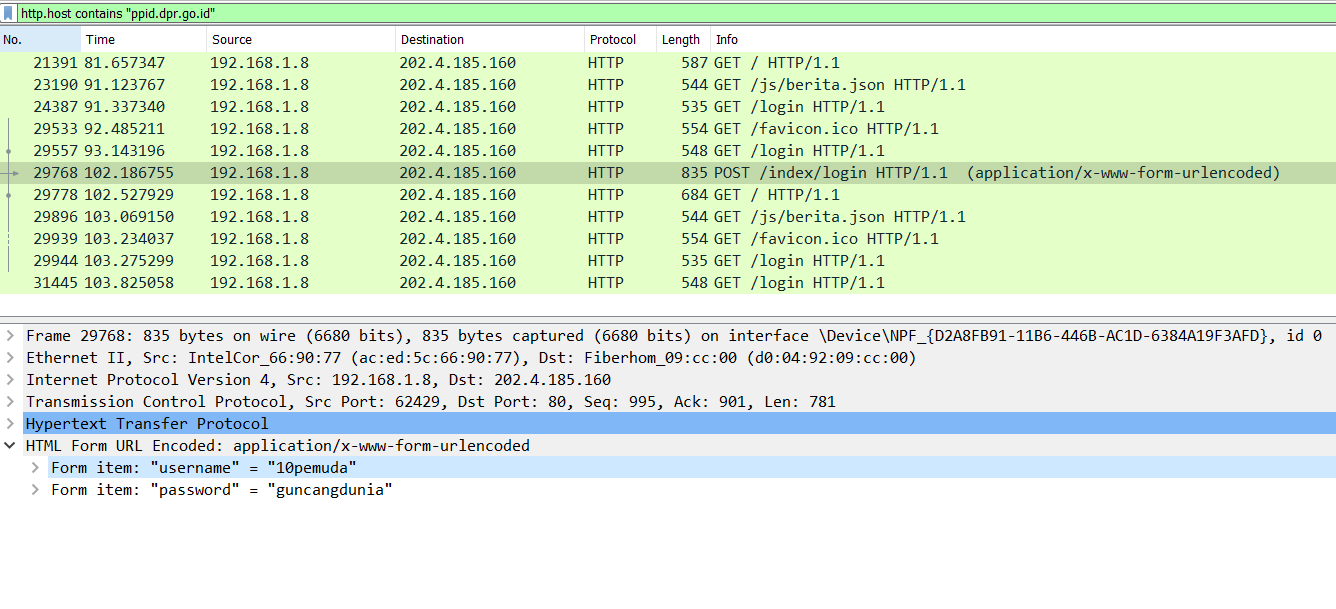 http.host contains "ppid.dpr.go.id"
No. Time Source Destination Protocol Length Info
21391 81.657347 192.168.1.8 202.4.185.160 HTTP 587 GET / HTTP/1.1
23190 91.123767 192.168.1.8 202.4.185.160 HTTP 544 GET /js/berita.json HTTP/1.1
24387 91.337340 192.168.1.8 202.4.185.160 HTTP 535 GET /login HTTP/1.1
29533 92.485211 192.168.1.8 202.4.185.160 HTTP 554 GET /favicon.ico HTTP/1.1
29557 93.143196 192.168.1.8 202.4.185.160 HTTP 548 GET /login HTTP/1.1
29768 102.186755 192.168.1.8 202.4.185.160 HTTP 835 POST /index/login HTTP/1.1 (application/x-www-form-urlencoded)
29778 102.527929 192.168.1.8 202.4.185.160 HTTP 684 GET / HTTP/1.1
29896 103.069150 192.168.1.8 202.4.185.160 HTTP 544 GET /js/berita.json HTTP/1.1
29939 103.234037 192.168.1.8 202.4.185.160 HTTP 554 GET /favicon.ico HTTP/1.1
29944 103.275299 192.168.1.8 202.4.185.160 HTTP 535 GET /login HTTP/1.1
31445 103.825058 192.168.1.8 202.4.185.160 HTTP 548 GET /login HTTP/1.1
Frame 29768: 835 bytes on wire (6680 bits), 835 bytes captured (6680 bits) on interface \Device\NPF_{D2A8FB91-11B6-446B-AC1D-6384A19F3AFD}, id 0
Ethernet II, Src: IntelCor_66:90:77 (ac:ed:5c:66:90:77), Dst: Fiberhom_09:cc:00 (d0:04:92:09:cc:00)
Internet Protocol Version 4, Src: 192.168.1.8, Dst: 202.4.185.160
Transmission Control Protocol, Src Port: 62429, Dst Port: 80, Seq: 995, Ack: 901, Len: 781
Hypertext Transfer Protocol
HTML Form URL Encoded: application/x-www-form-urlencoded
Form item: "username" = "10pemuda"
Form item: "password" = "guncangdunia"